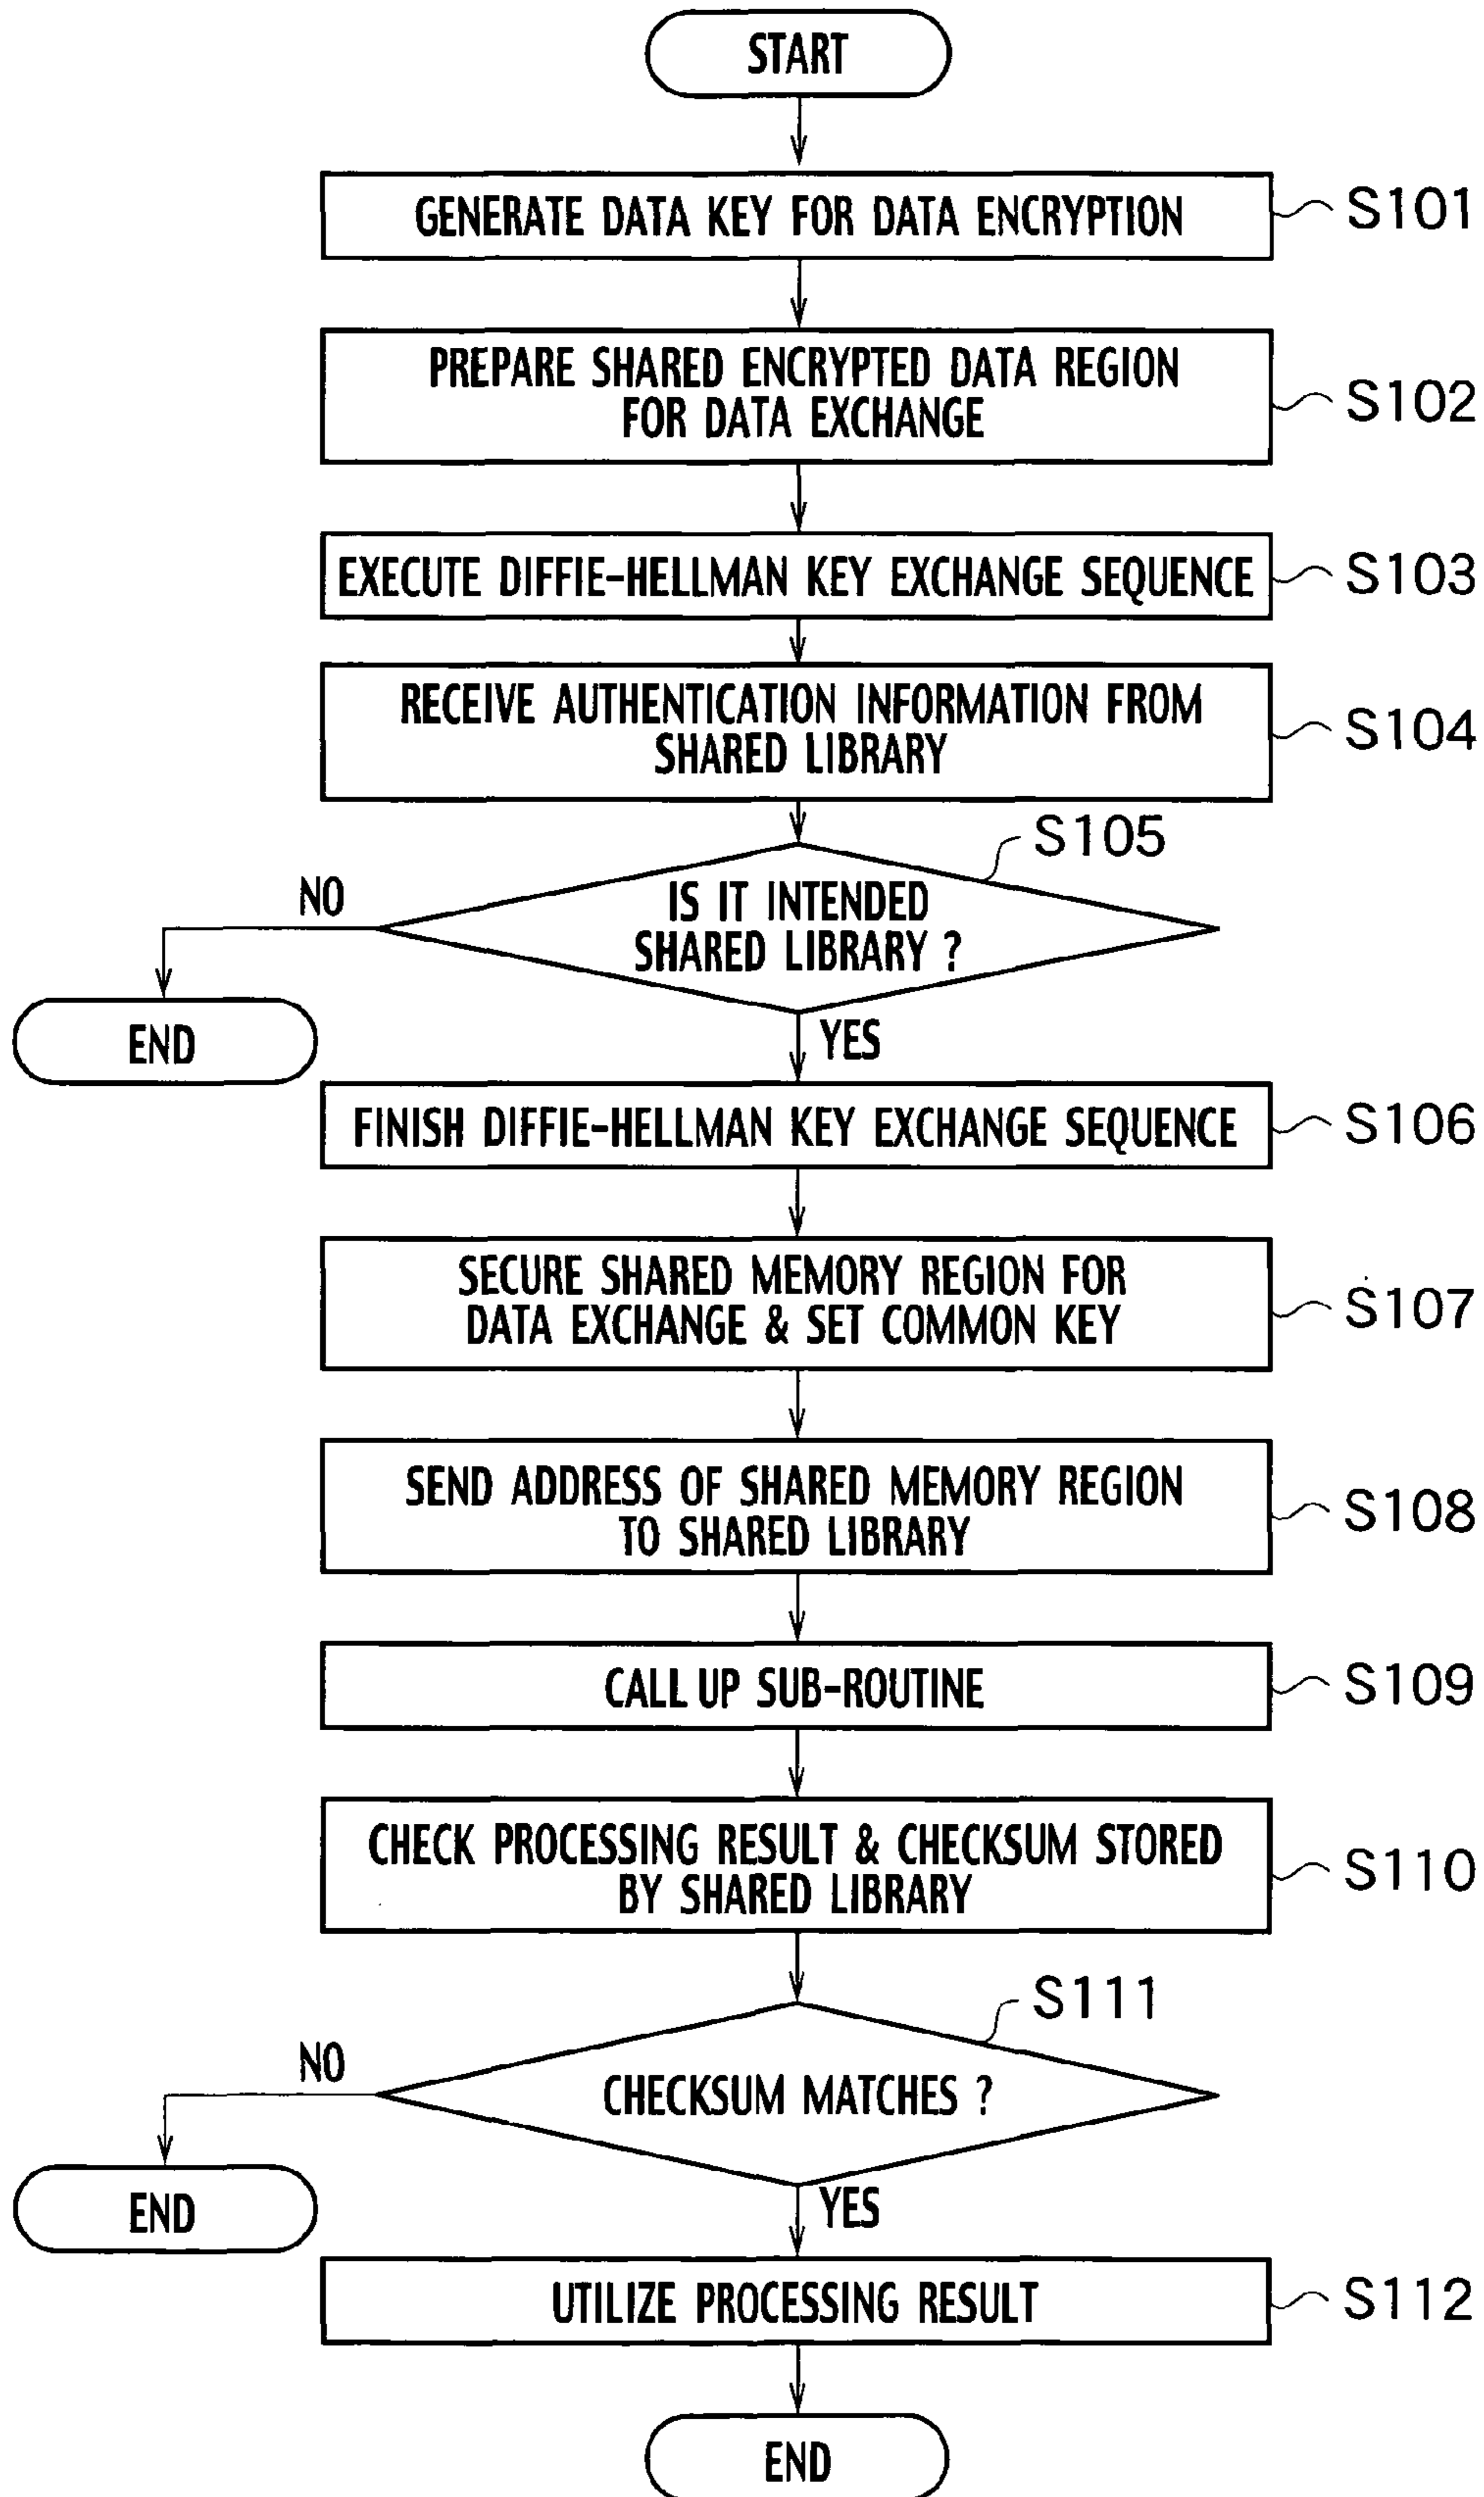 START
GENERATE DATA KEY FOR DATA ENCRYPTION
S101
PREPARE SHARED ENCRYPTED DATA REGION
FOR DATA EXCHANGE
S102
EXECUTE DIFFIE-HELLMAN KEY EXCHANGE SEQUENCE
S103
RECEIVE AUTHENTICATION INFORMATION FROM
SHARED LIBRARY
S104
S105
IS IT INTENDED
SHARED LIBRARY ?
NO
END
YES
FINISH DIFFIE-HELLMAN KEY EXCHANGE SEQUENCE
S106
SECURE SHARED MEMORY REGION FOR
DATA EXCHANGE & SET COMMON KEY
S107
SEND ADDRESS OF SHARED MEMORY REGION
TO SHARED LIBRARY
S108
CALL UP SUB-ROUTINE
S109
CHECK PROCESSING RESULT & CHECKSUM STORED
BY SHARED LIBRARY
S110
S111
CHECKSUM MATCHES ?
NO
END
YES
UTILIZE PROCESSING RESULT
S112
END